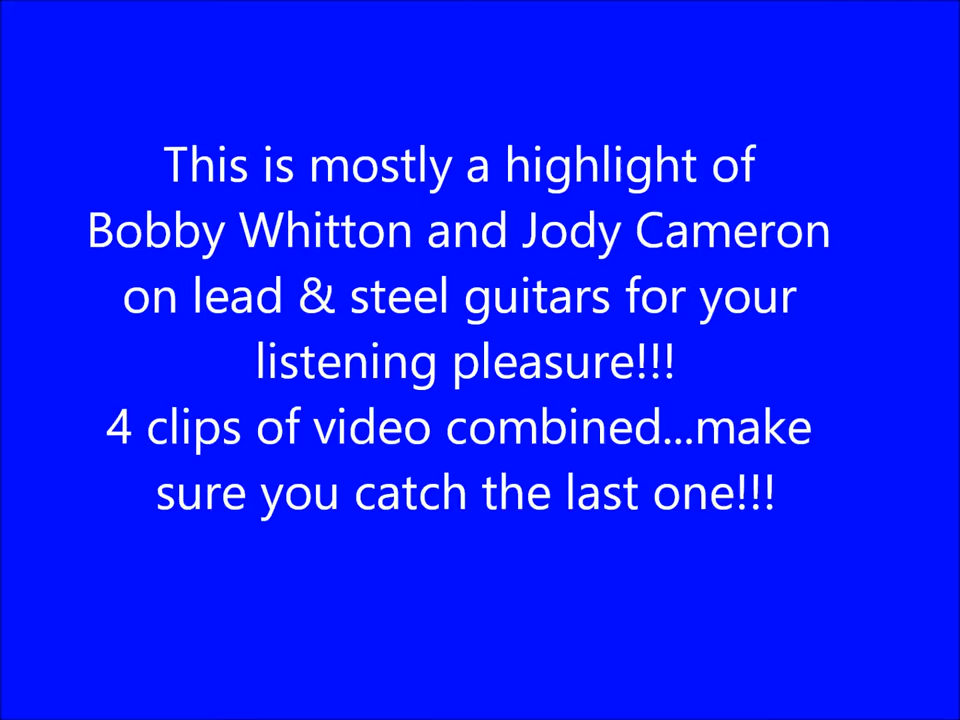 This is mostly a highlight of
Bobby Whitton and Jody Cameron
on lead & steel guitars for your
listening pleasure!!!
4 clips of video combined...make
sure you catch the last one!!!